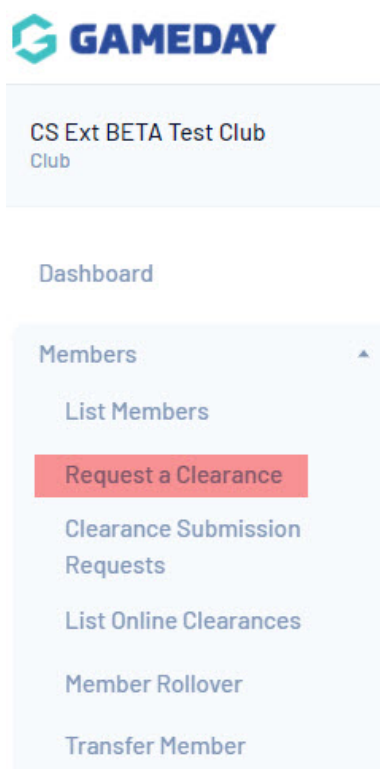 GAMEDAY
CS Ext BETA Test Club
Club
Dashboard
Members
List Members
Request a Clearance
Clearance Submission
Requests
List Online Clearances
Member Rollover
Transfer Member